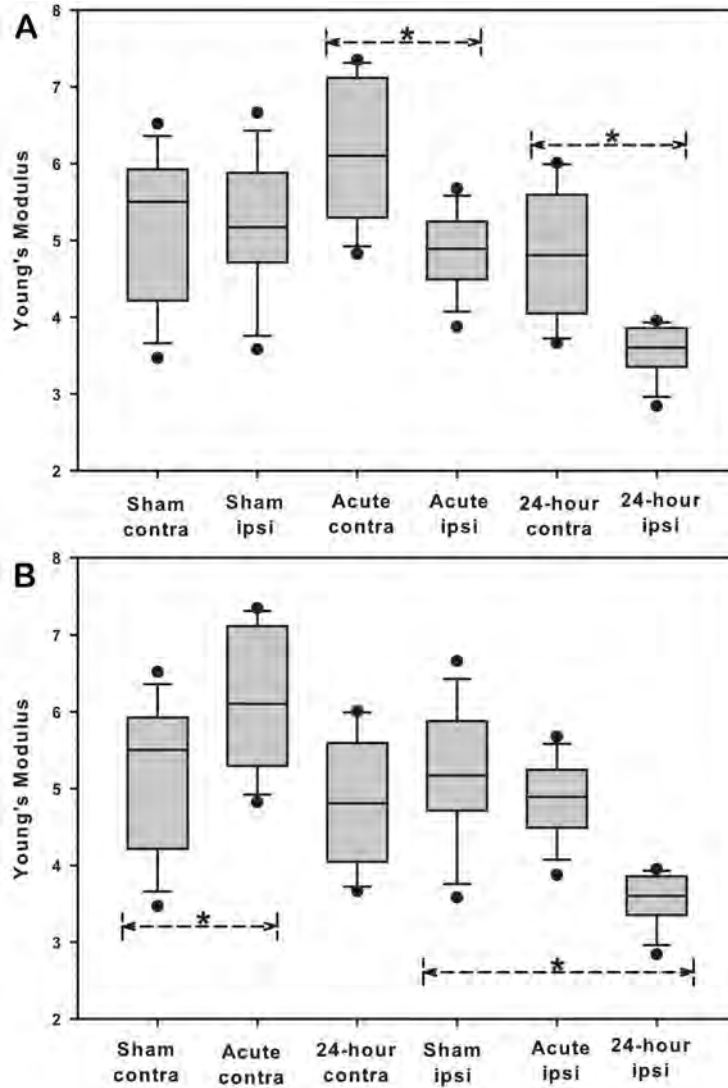 A
8
7
6
5
4
3
2
Young's Modulus
*
*
Sham Sham Acute Acute 24-hour 24-hour
contra ipsi contra ipsi contra ipsi
B
8
7
6
5
4
3
2
Young's Modulus
*
*
Sham Acute 24-hour Sham Acute 24-hour
contra contra contra ipsi ipsi ipsi